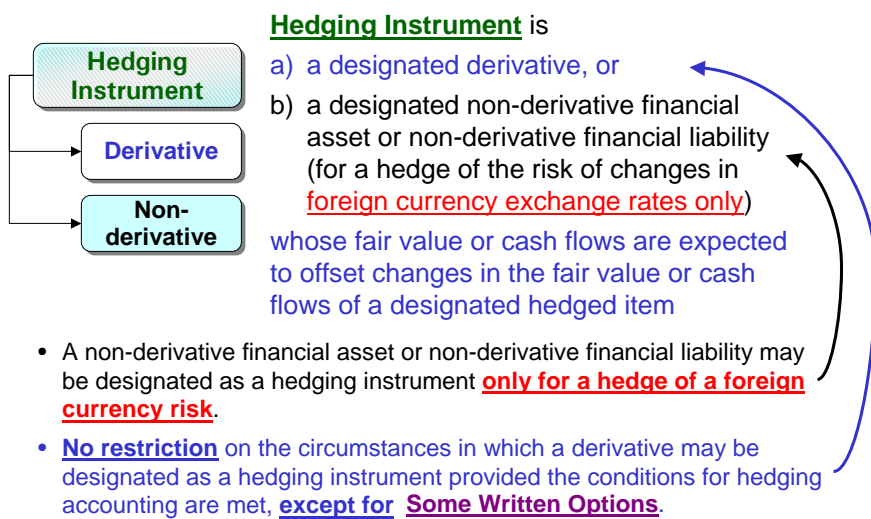 Hedging
Instrument
Derivative
Non-
derivative
Hedging Instrument is
a) a designated derivative, or
b) a designated non-derivative financial
asset or non-derivative financial liability
(for a hedge of the risk of changes in
foreign currency exchange rates only)
whose fair value or cash flows are expected
to offset changes in the fair value or cash
flows of a designated hedged item
• A non-derivative financial asset or non-derivative financial liability may
be designated as a hedging instrument only for a hedge of a foreign
currency risk.
• No restriction on the circumstances in which a derivative may be
designated as a hedging instrument provided the conditions for hedging
accounting are met, except for Some Written Options.